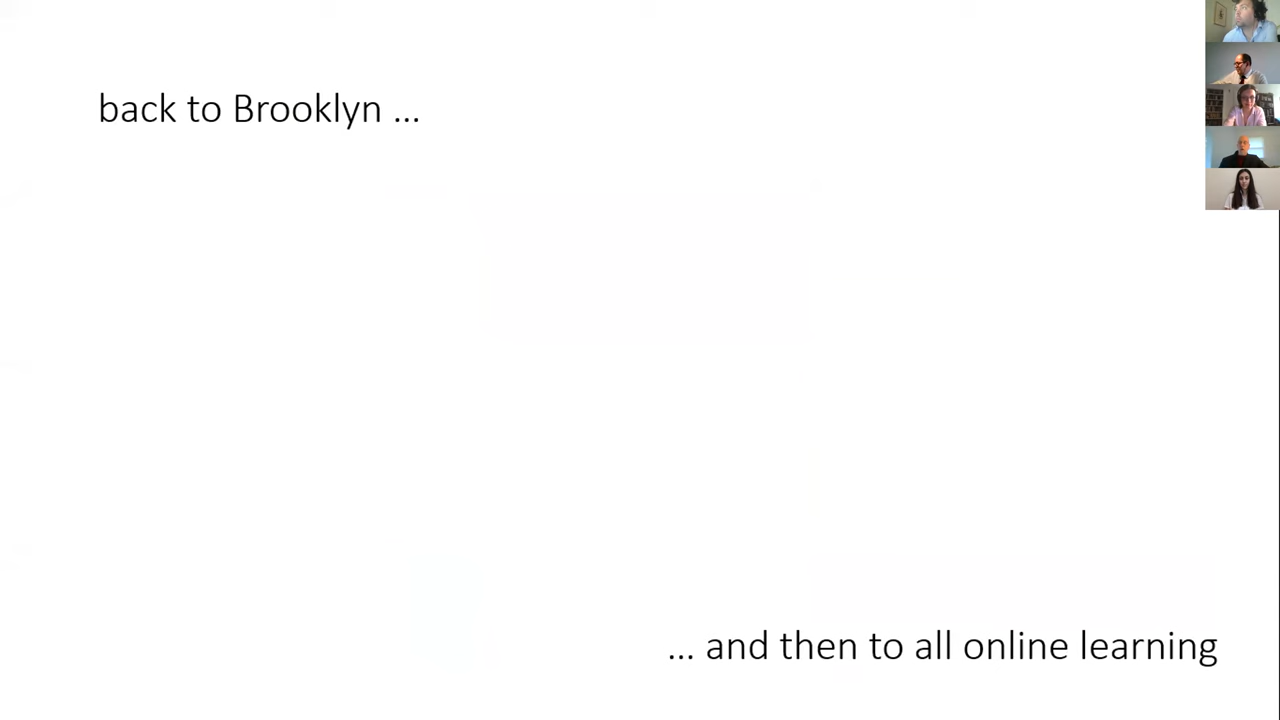 back to Brooklyn ...
... and then to all online learning